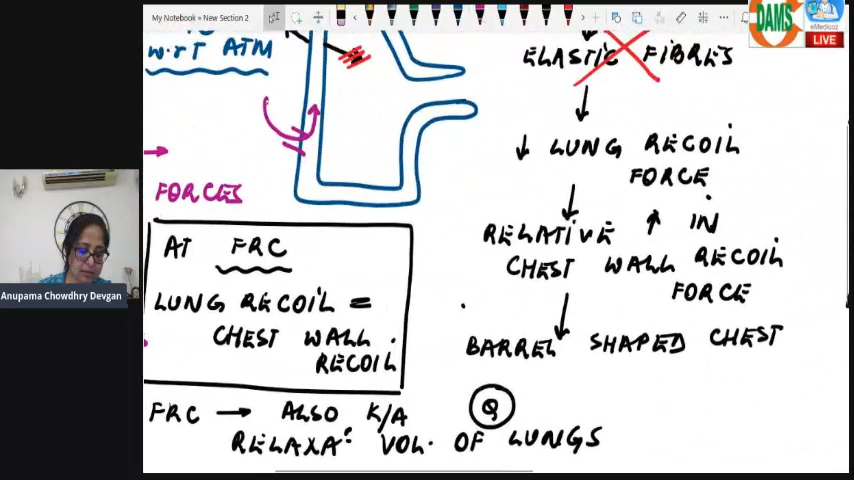 My Notebook > New Section 2
DAMS
eMedicoz
LIVE
w.r.T ATM
FORCES
AT FRC
LUNG RECOIL =
CHEST WALL
RECOIL
FRC → ALSO K/A
RELAXAⁿ VOL. OF LUNGS
ELASTIC FIBRES
↓
↓ LUNG RECOIL
FORCE
↓
RELATIVE ↑ IN
CHEST WALL RECOIL
FORCE
↓
BARREL SHAPED CHEST
Q
Anupama Chowdhry Devgan